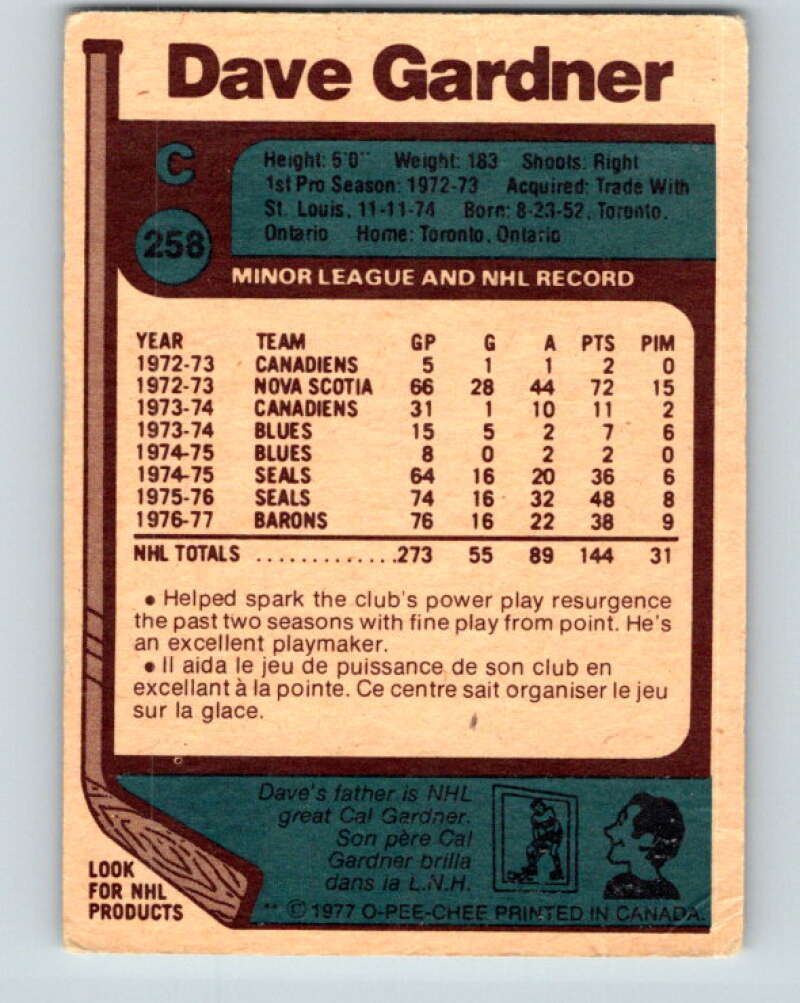 Dave Gardner
C
258
Height: 5'0" Weight: 183 Shoots: Right
1st Pro Season: 1972-73 Acquired: Trade With
St. Louis, 11-11-74 Born: 8-23-52, Toronto,
Ontario Home: Toronto, Ontario
MINOR LEAGUE AND NHL RECORD
YEAR TEAM GP G A PTS PIM
1972-73 CANADIENS 5 1 1 2 0
1972-73 NOVA SCOTIA 66 28 44 72 15
1973-74 CANADIENS 31 1 10 11 2
1973-74 BLUES 15 5 2 7 6
1974-75 BLUES 8 0 2 2 0
1974-75 SEALS 64 16 20 36 6
1975-76 SEALS 74 16 32 48 8
1976-77 BARONS 76 16 22 38 9
NHL TOTALS .............273 55 89 144 31
• Helped spark the club's power play resurgence
the past two seasons with fine play from point. He's
an excellent playmaker.
• Il aida le jeu de puissance de son club en
excellant à la pointe. Ce centre sait organiser le jeu
sur la glace.
Dave's father is NHL
great Cal Gardner.
Son père Cal
Gardner brilla
dans la L.N.H.
LOOK
FOR NHL
PRODUCTS
** © 1977 O-PEE-CHEE PRINTED IN CANADA.